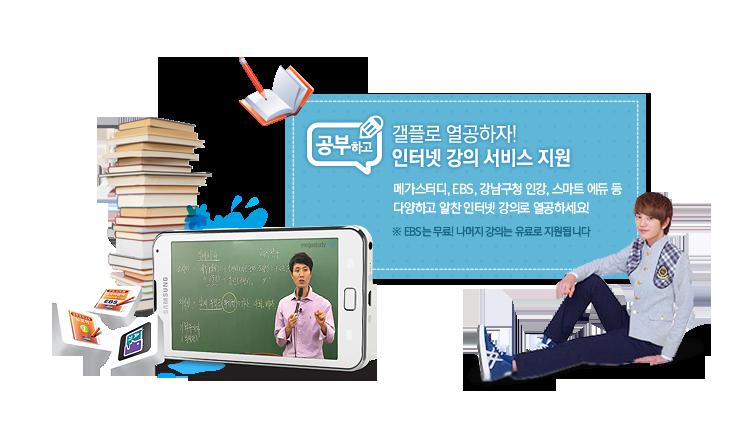 공부하고
갤플로 열공하자!
인터넷 강의 서비스 지원
메가스터디, EBS, 강남구청 인강, 스마트 에듀 등
다양하고 알찬 인터넷 강의로 열공하세요!
※ EBS는 무료! 나머지 강의는 유료로 지원됩니다
megastudy
SAMSUNG
EBS